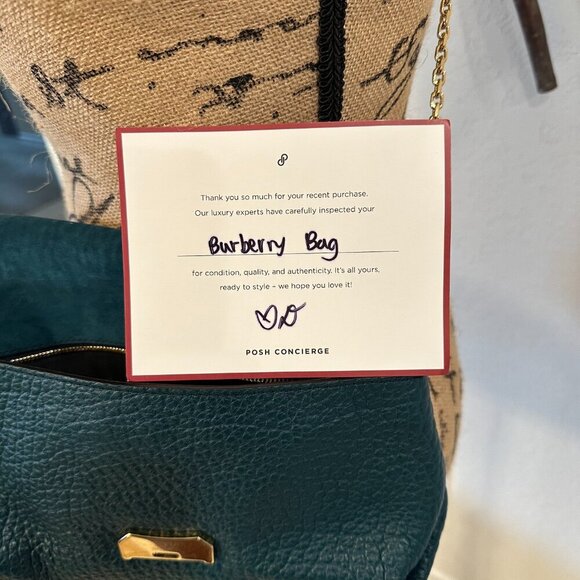 Thank you so much for your recent purchase.
Our luxury experts have carefully inspected your
Burberry Bag
for condition, quality, and authenticity. It's all yours,
ready to style – we hope you love it!
POSH CONCIERGE